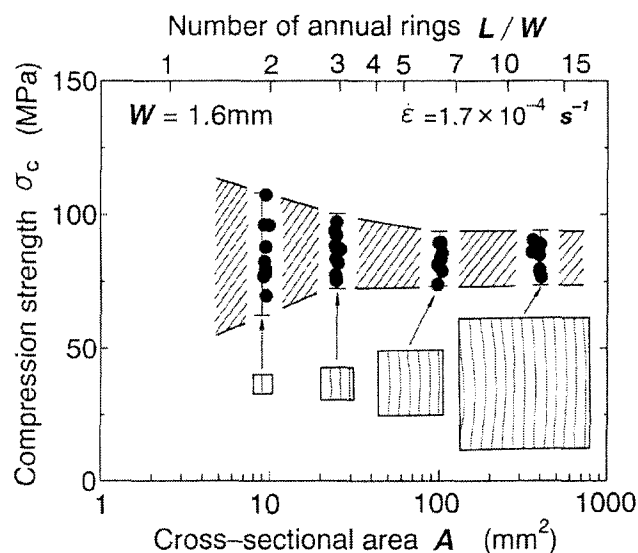 Number of annual rings L/W
1 2 3 4 5 7 10 15
150
100
50
0
Compression strength σc (MPa)
W = 1.6mm
ε̇ = 1.7 × 10⁻⁴ s⁻¹
1 10 100 1000
Cross-sectional area A (mm²)